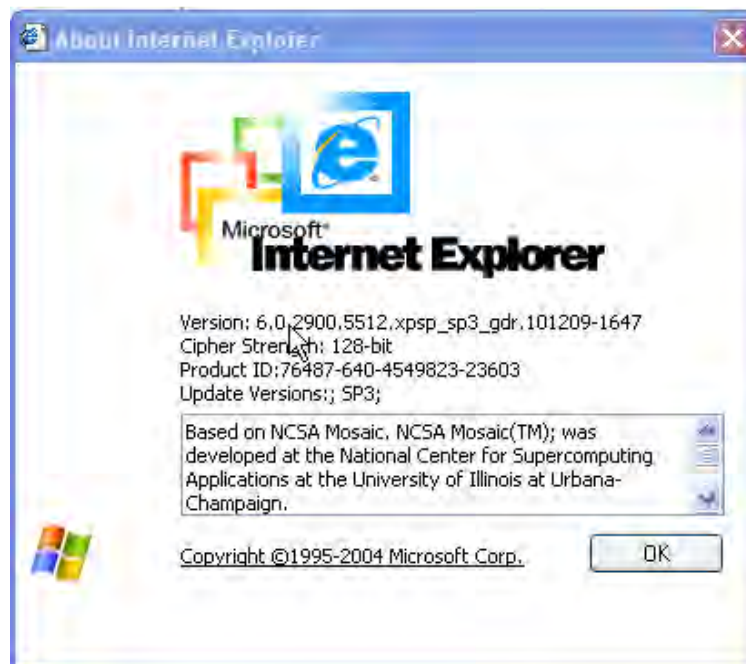 About Internet Explorer
Microsoft®
Internet Explorer
Version: 6.0.2900.5512.xpsp_sp3_gdr.101209-1647
Cipher Strength: 128-bit
Product ID:76487-640-4549823-23603
Update Versions:; SP3;
Based on NCSA Mosaic. NCSA Mosaic(TM); was
developed at the National Center for Supercomputing
Applications at the University of Illinois at Urbana-
Champaign.
Copyright ©1995-2004 Microsoft Corp.
OK